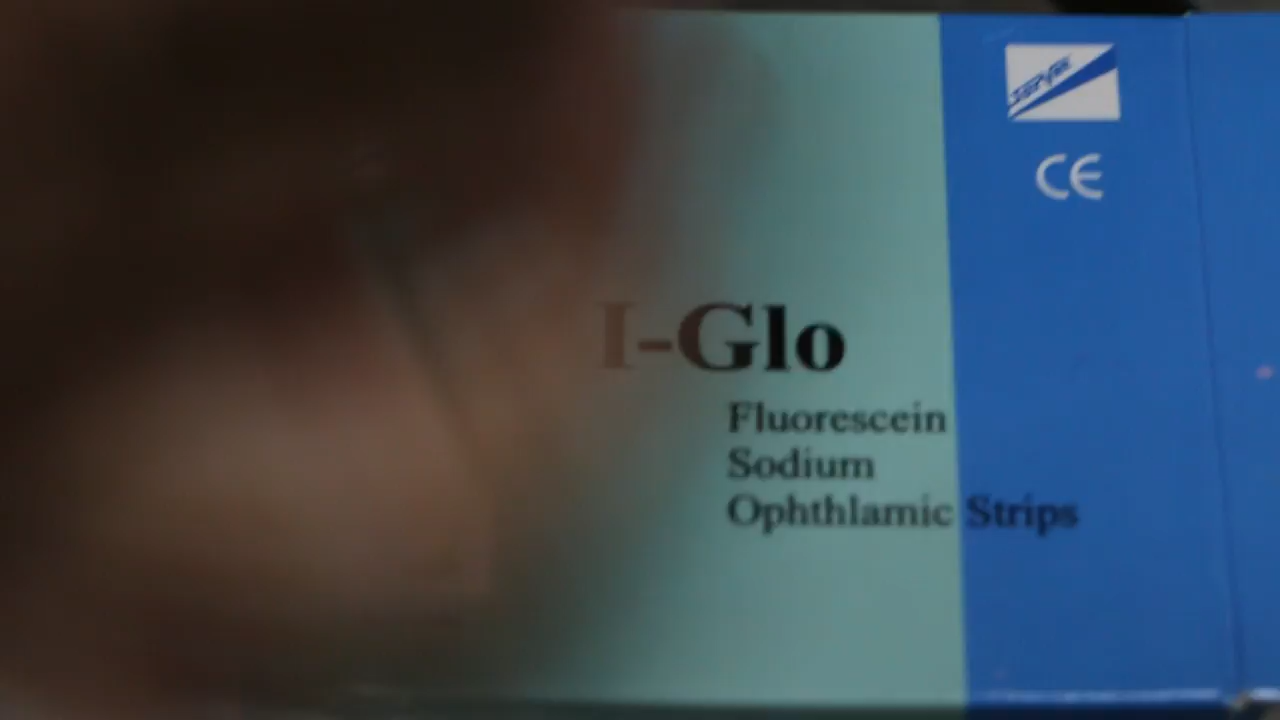 CE
I-Glo
Fluorescein
Sodium
Ophthlamic Strips